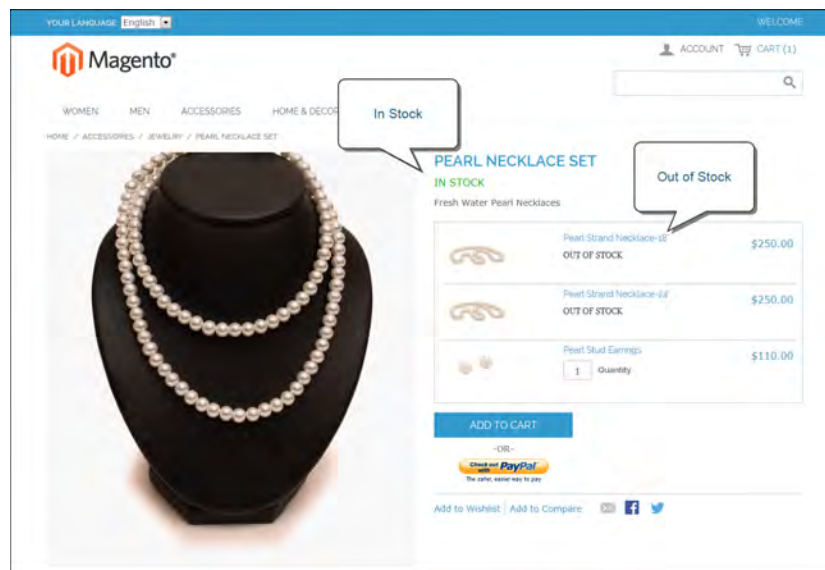 YOUR LANGUAGE English
WELCOME
Magento®
ACCOUNT CART (1)
WOMEN MEN ACCESSORIES HOME & DECOR
In Stock
HOME / ACCESSORIES / JEWELRY / PEARL NECKLACE SET
PEARL NECKLACE SET
IN STOCK
Out of Stock
Fresh Water Pearl Necklaces
Pearl Strand Necklace-18"
$250.00
OUT OF STOCK
Pearl Strand Necklace-24"
$250.00
OUT OF STOCK
Pearl Stud Earrings
$110.00
1 Quantity
ADD TO CART
-OR-
Check out with PayPal
The safer, easier way to pay
Add to Wishlist | Add to Compare